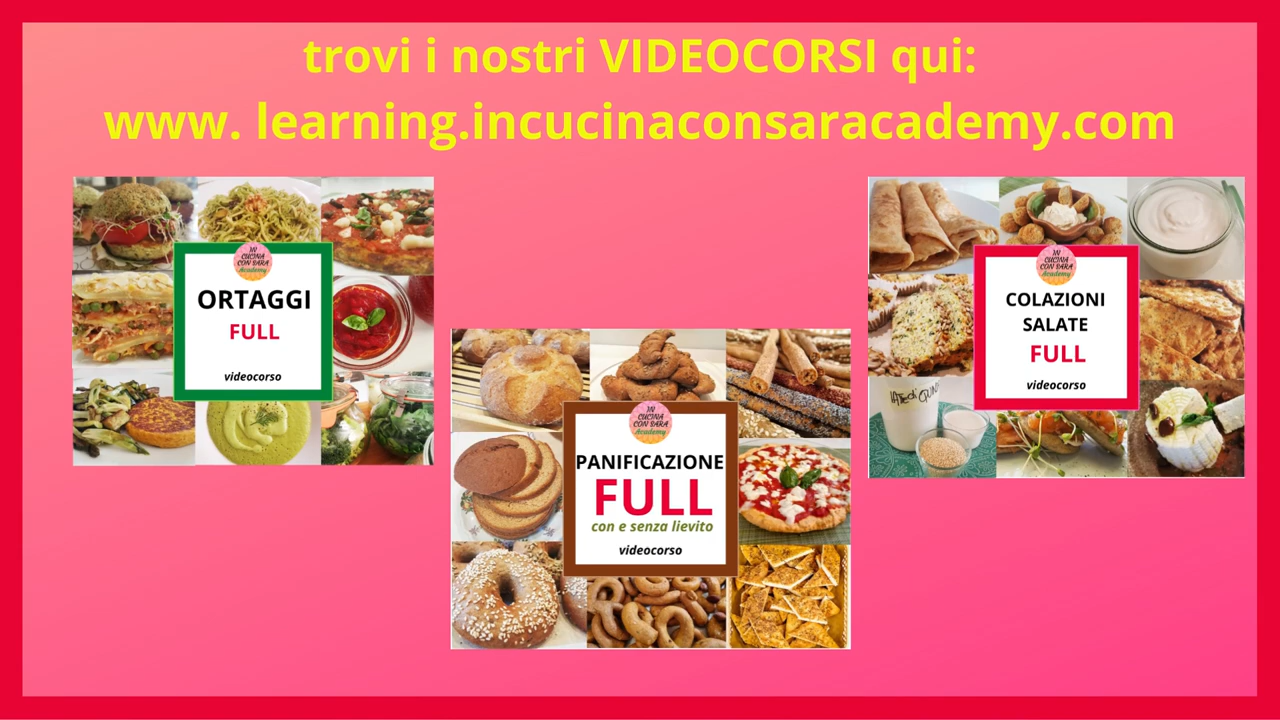 trovi i nostri VIDEOCORSI qui:
www. learning.incucinaconsaracademy.com
IN
CUCINA
CON SARA
Academy
ORTAGGI
FULL
videocorso
IN
CUCINA
CON SARA
Academy
PANIFICAZIONE
FULL
con e senza lievito
videocorso
IN
CUCINA
CON SARA
Academy
COLAZIONI
SALATE
FULL
videocorso